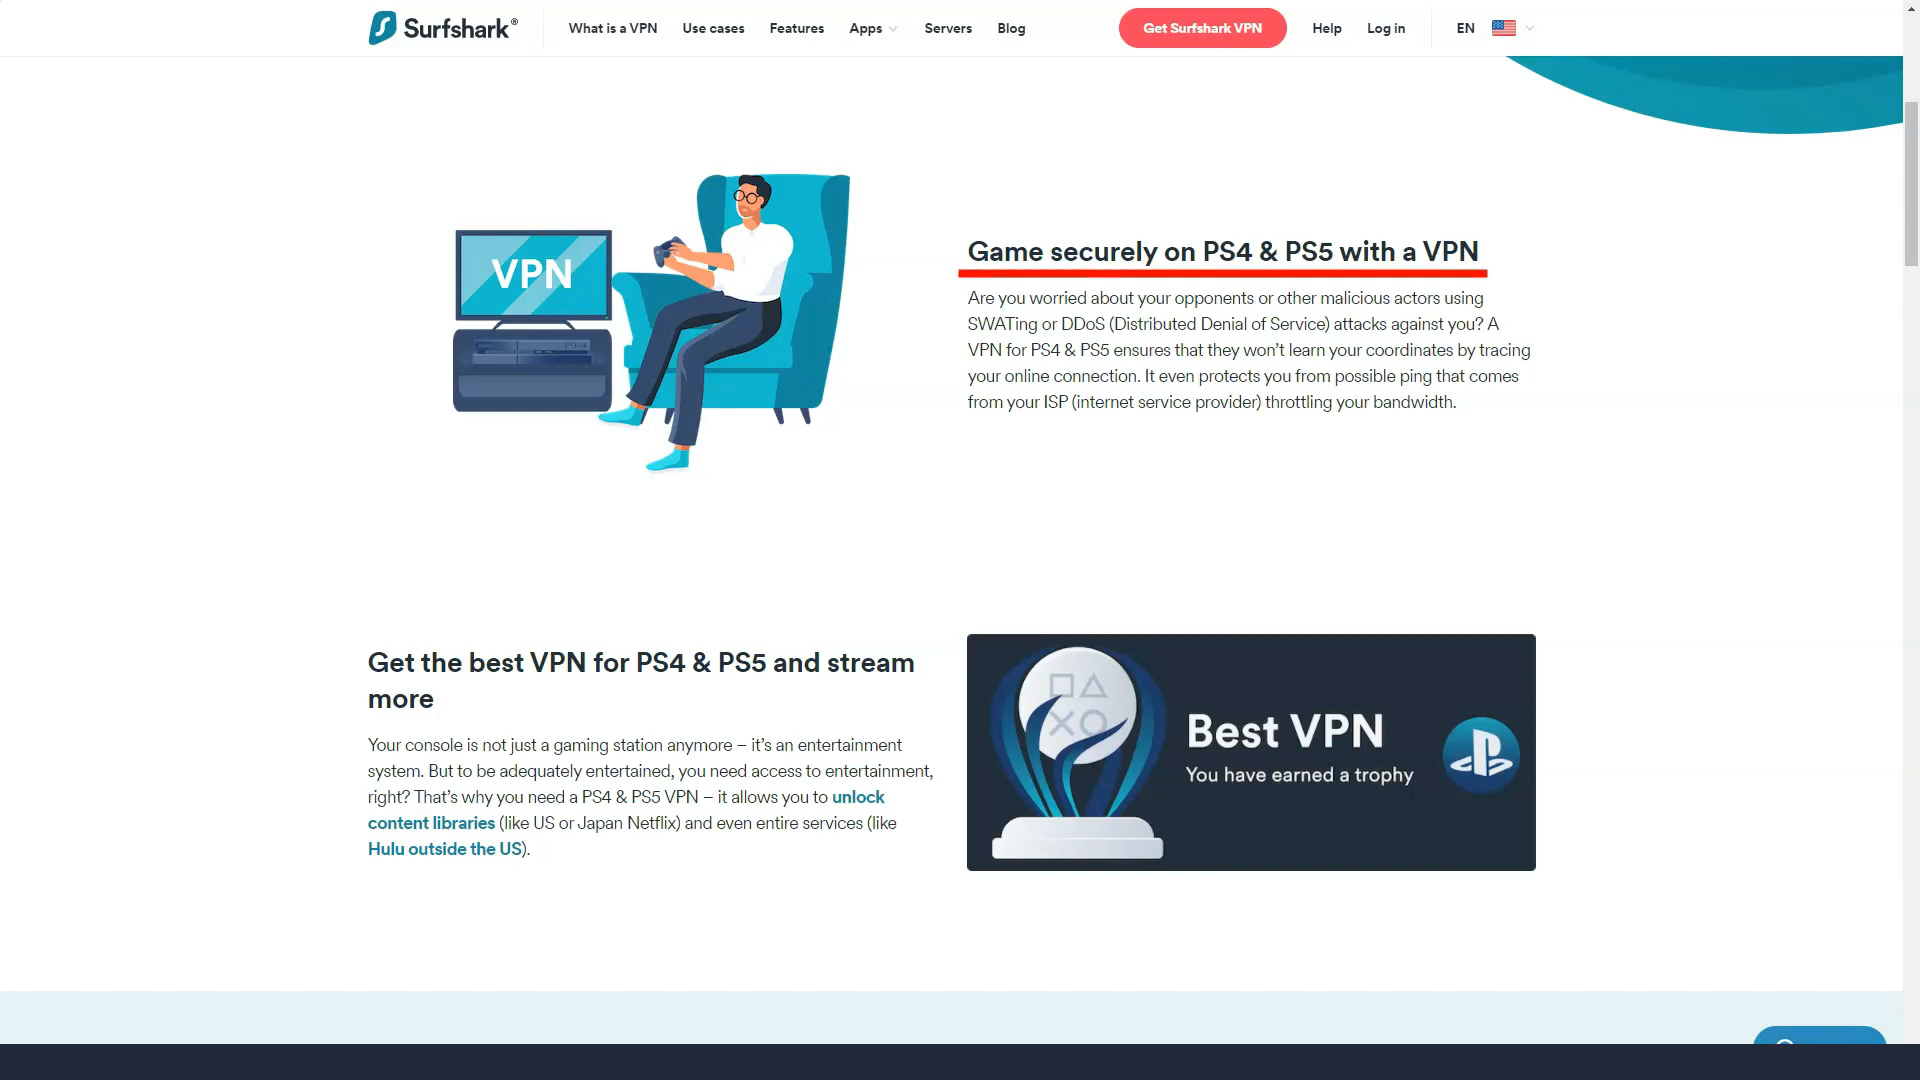 Surfshark®
What is a VPN
Use cases
Features
Apps
Servers
Blog
Get Surfshark VPN
Help
Log in
EN
VPN
PS4
Game securely on PS4 & PS5 with a VPN
Are you worried about your opponents or other malicious actors using
SWATing or DDoS (Distributed Denial of Service) attacks against you? A
VPN for PS4 & PS5 ensures that they won’t learn your coordinates by tracing
your online connection. It even protects you from possible ping that comes
from your ISP (internet service provider) throttling your bandwidth.
Get the best VPN for PS4 & PS5 and stream
more
Your console is not just a gaming station anymore – it’s an entertainment
system. But to be adequately entertained, you need access to entertainment,
right? That’s why you need a PS4 & PS5 VPN – it allows you to unlock
content libraries (like US or Japan Netflix) and even entire services (like
Hulu outside the US).
Best VPN
You have earned a trophy